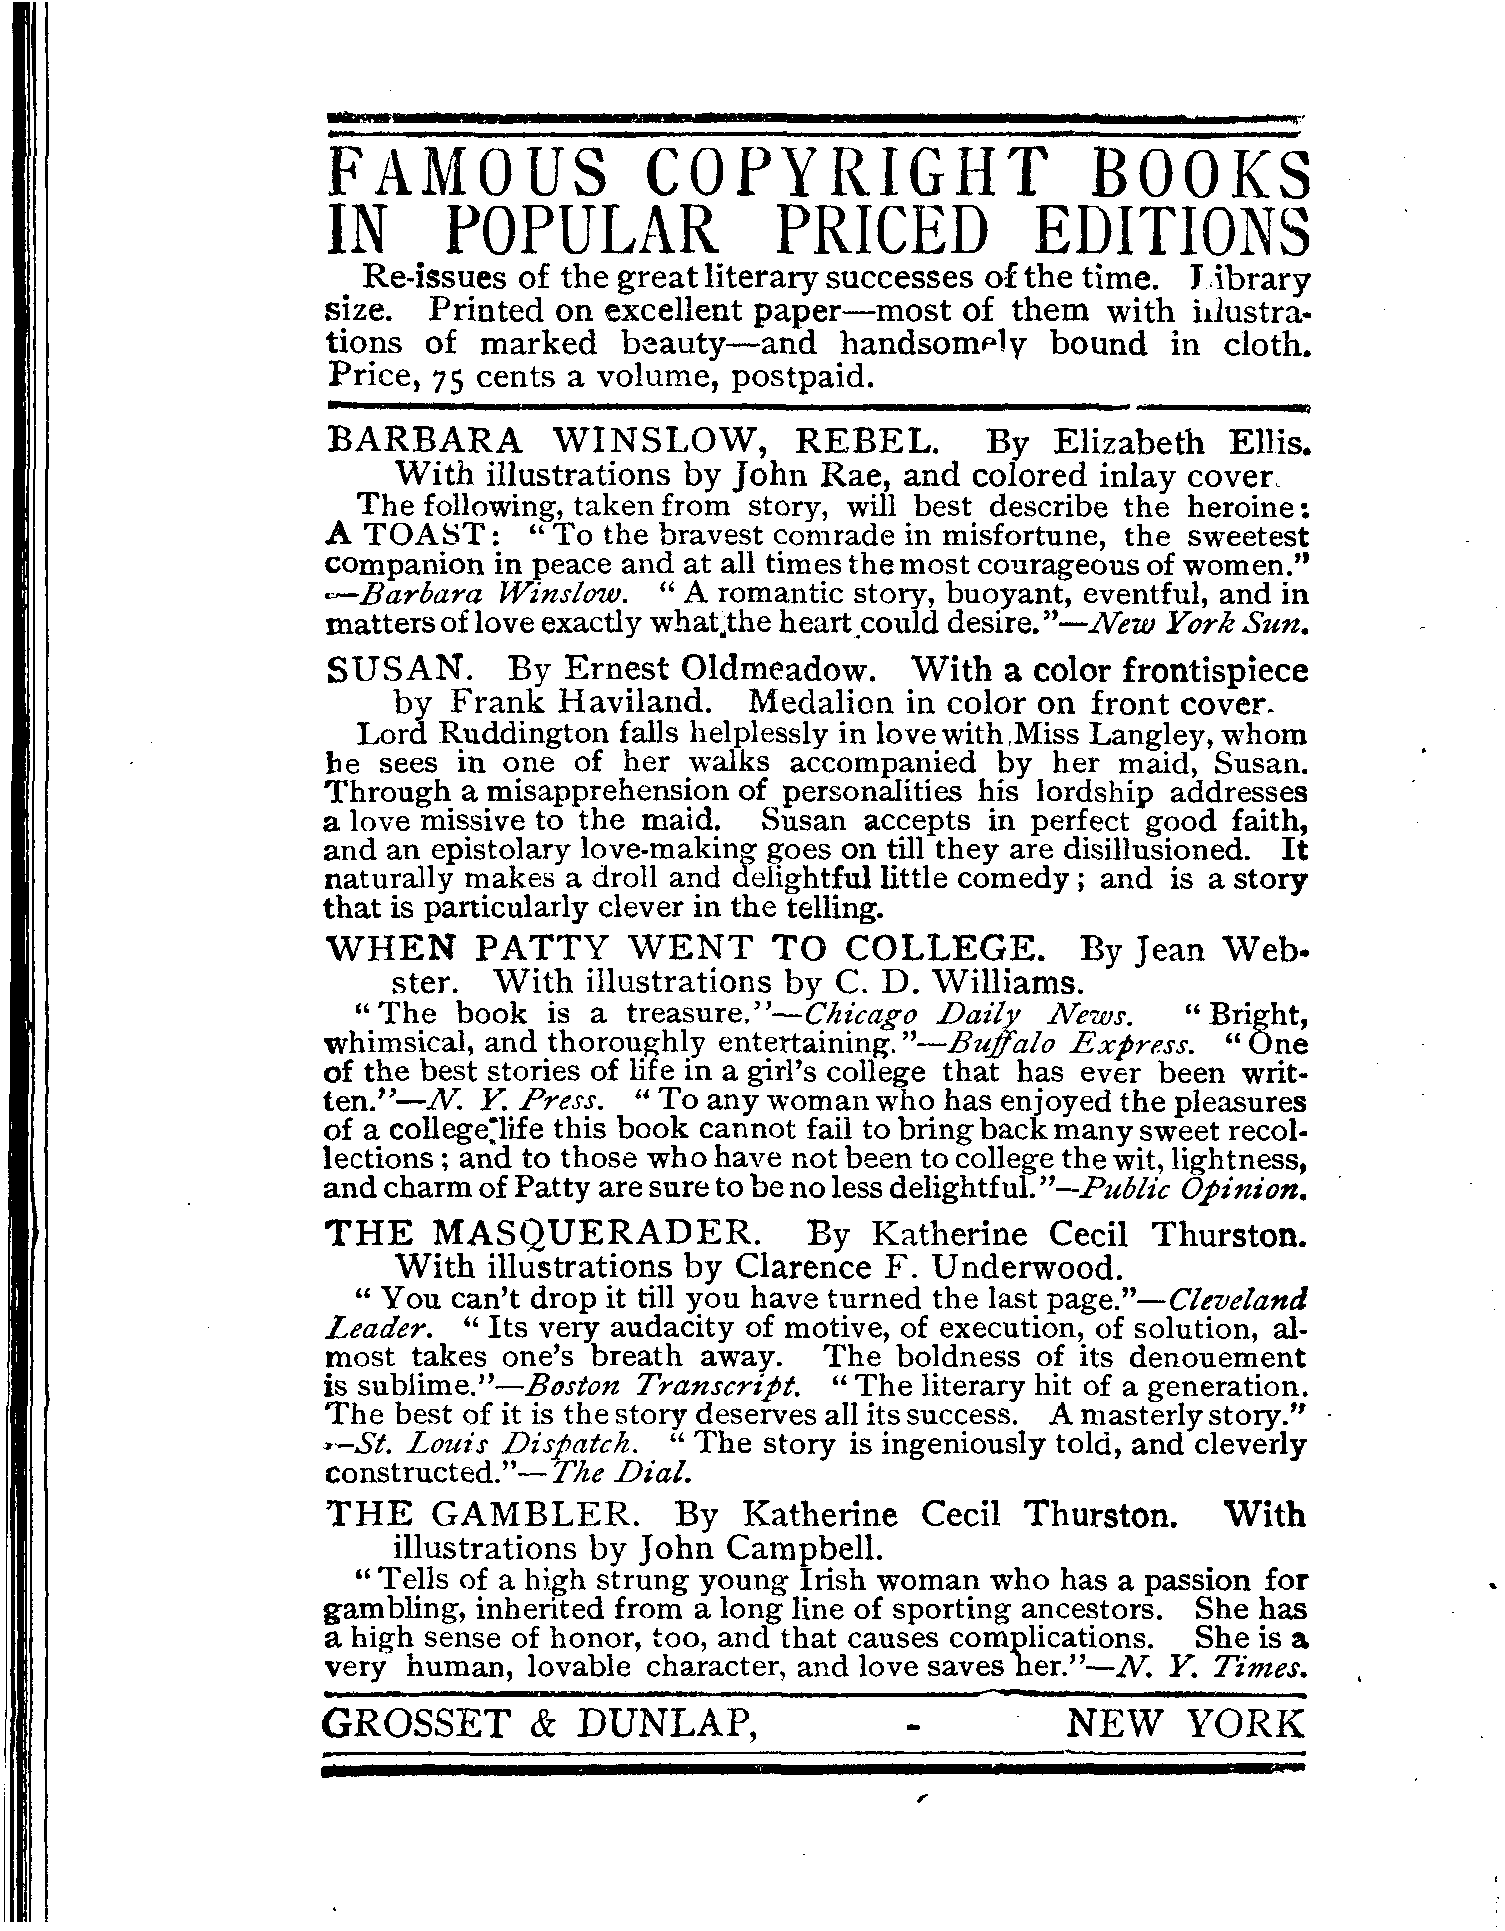 FAMOUS COPYRIGHT BOOKS
IN POPULAR PRICED EDITIONS
Re-issues of the great literary successes of the time. Library
size. Printed on excellent paper—most of them with illustra-
tions of marked beauty—and handsomely bound in cloth.
Price, 75 cents a volume, postpaid.
BARBARA WINSLOW, REBEL. By Elizabeth Ellis.
With illustrations by John Rae, and colored inlay cover.
The following, taken from story, will best describe the heroine:
A TOAST: "To the bravest comrade in misfortune, the sweetest
companion in peace and at all times the most courageous of women."
—Barbara Winslow. "A romantic story, buoyant, eventful, and in
matters of love exactly what the heart could desire."—New York Sun.
SUSAN. By Ernest Oldmeadow. With a color frontispiece
by Frank Haviland. Medalion in color on front cover.
Lord Ruddington falls helplessly in love with Miss Langley, whom
he sees in one of her walks accompanied by her maid, Susan.
Through a misapprehension of personalities his lordship addresses
a love missive to the maid. Susan accepts in perfect good faith,
and an epistolary love-making goes on till they are disillusioned. It
naturally makes a droll and delightful little comedy; and is a story
that is particularly clever in the telling.
WHEN PATTY WENT TO COLLEGE. By Jean Web-
ster. With illustrations by C. D. Williams.
"The book is a treasure."—Chicago Daily News. "Bright,
whimsical, and thoroughly entertaining."—Buffalo Express. "One
of the best stories of life in a girl's college that has ever been writ-
ten."—N. Y. Press. "To any woman who has enjoyed the pleasures
of a college life this book cannot fail to bring back many sweet recol-
lections; and to those who have not been to college the wit, lightness,
and charm of Patty are sure to be no less delightful."—Public Opinion.
THE MASQUERADER. By Katherine Cecil Thurston.
With illustrations by Clarence F. Underwood.
"You can't drop it till you have turned the last page."—Cleveland
Leader. "Its very audacity of motive, of execution, of solution, al-
most takes one's breath away. The boldness of its denouement
is sublime."—Boston Transcript. "The literary hit of a generation.
The best of it is the story deserves all its success. A masterly story."
—St. Louis Dispatch. "The story is ingeniously told, and cleverly
constructed."—The Dial.
THE GAMBLER. By Katherine Cecil Thurston. With
illustrations by John Campbell.
"Tells of a high strung young Irish woman who has a passion for
gambling, inherited from a long line of sporting ancestors. She has
a high sense of honor, too, and that causes complications. She is a
very human, lovable character, and love saves her."—N. Y. Times.
GROSSET & DUNLAP, - NEW YORK